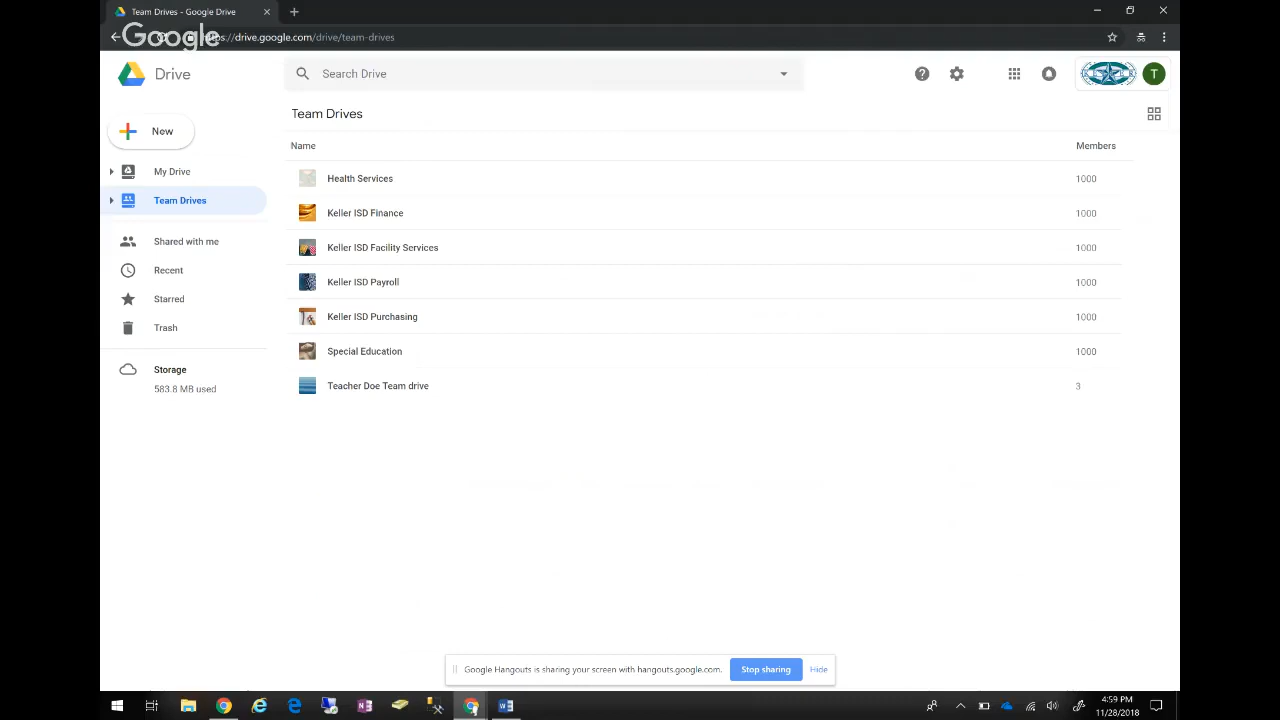 Team Drives - Google Drive
Google
https://drive.google.com/drive/team-drives
Drive
Search Drive
T
Team Drives
New
Name
Members
My Drive
Health Services
1000
Team Drives
Keller ISD Finance
1000
Shared with me
Keller ISD Facility Services
1000
Recent
Keller ISD Payroll
1000
Starred
Keller ISD Purchasing
1000
Trash
Special Education
1000
Storage
583.8 MB used
Teacher Doe Team drive
3
Google Hangouts is sharing your screen with hangouts.google.com.
Stop sharing
Hide
4:59 PM
11/28/2018